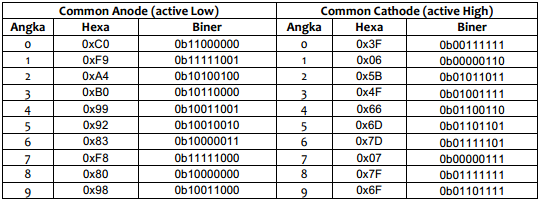 Common Anode (active Low) Common Cathode (active High)
Angka Hexa Biner Angka Hexa Biner
0 0xC0 0b11000000 0 0x3F 0b00111111
1 0xF9 0b11111001 1 0x06 0b00000110
2 0xA4 0b10100100 2 0x5B 0b01011011
3 0xB0 0b10110000 3 0x4F 0b01001111
4 0x99 0b10011001 4 0x66 0b01100110
5 0x92 0b10010010 5 0x6D 0b01101101
6 0x83 0b10000011 6 0x7D 0b01111101
7 0xF8 0b11111000 7 0x07 0b00000111
8 0x80 0b10000000 8 0x7F 0b01111111
9 0x98 0b10011000 9 0x6F 0b01101111